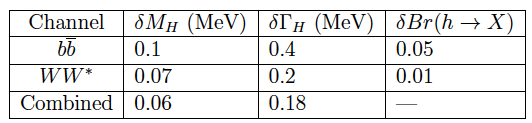 Channel δM_H (MeV) δΓ_H (MeV) δBr(h → X)
bb̅ 0.1 0.4 0.05
WW* 0.07 0.2 0.01
Combined 0.06 0.18 —